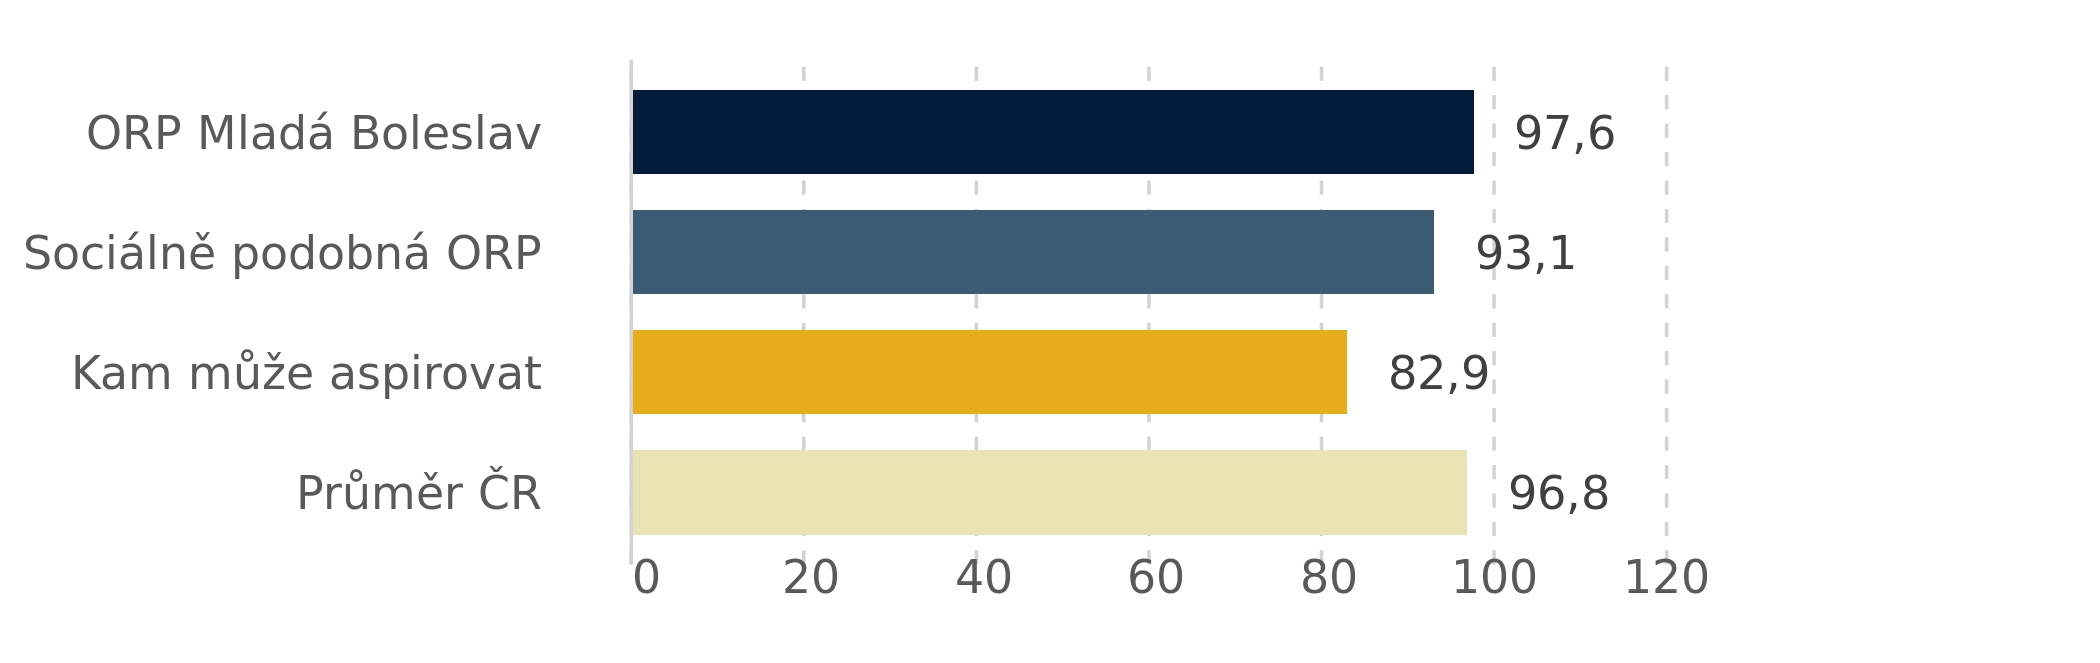 ORP Mladá Boleslav 97,6
Sociálně podobná ORP 93,1
Kam může aspirovat 82,9
Průměr ČR 96,8
0 20 40 60 80 100 120